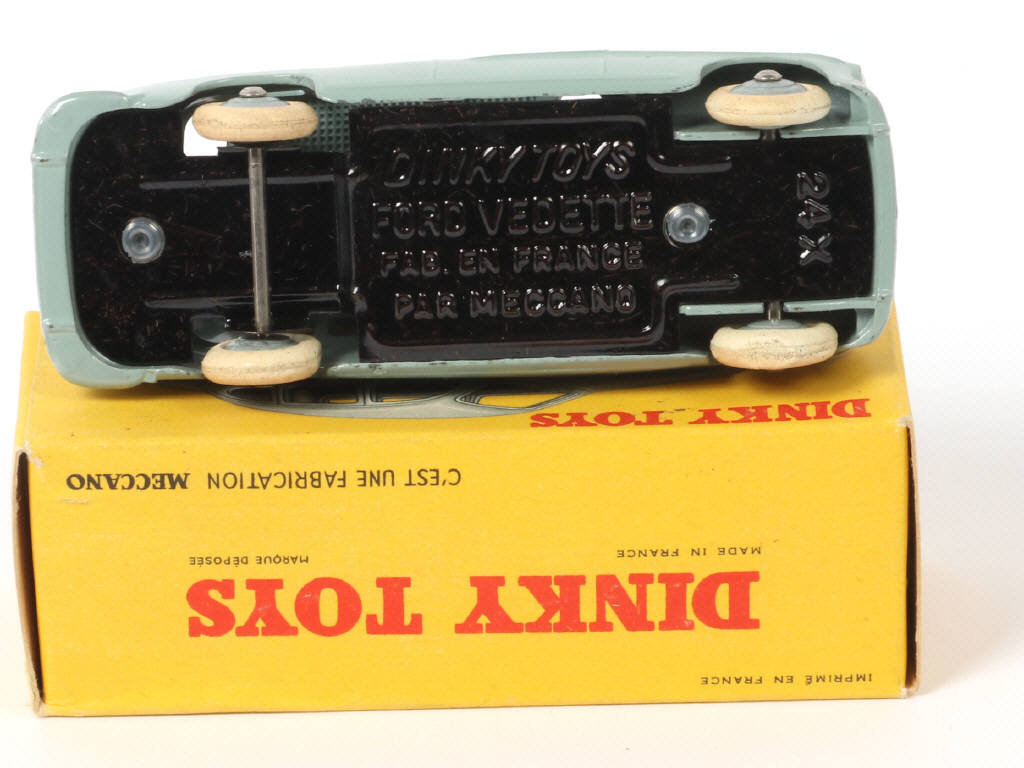 DINKY TOYS
FORD VEDETTE
FAB. EN FRANCE
PAR MECCANO
24X
DINKY TOYS
C'EST UNE FABRICATION MECCANO
MADE IN FRANCE MARQUE DÉPOSÉE
DINKY TOYS
IMPRIMÉ EN FRANCE